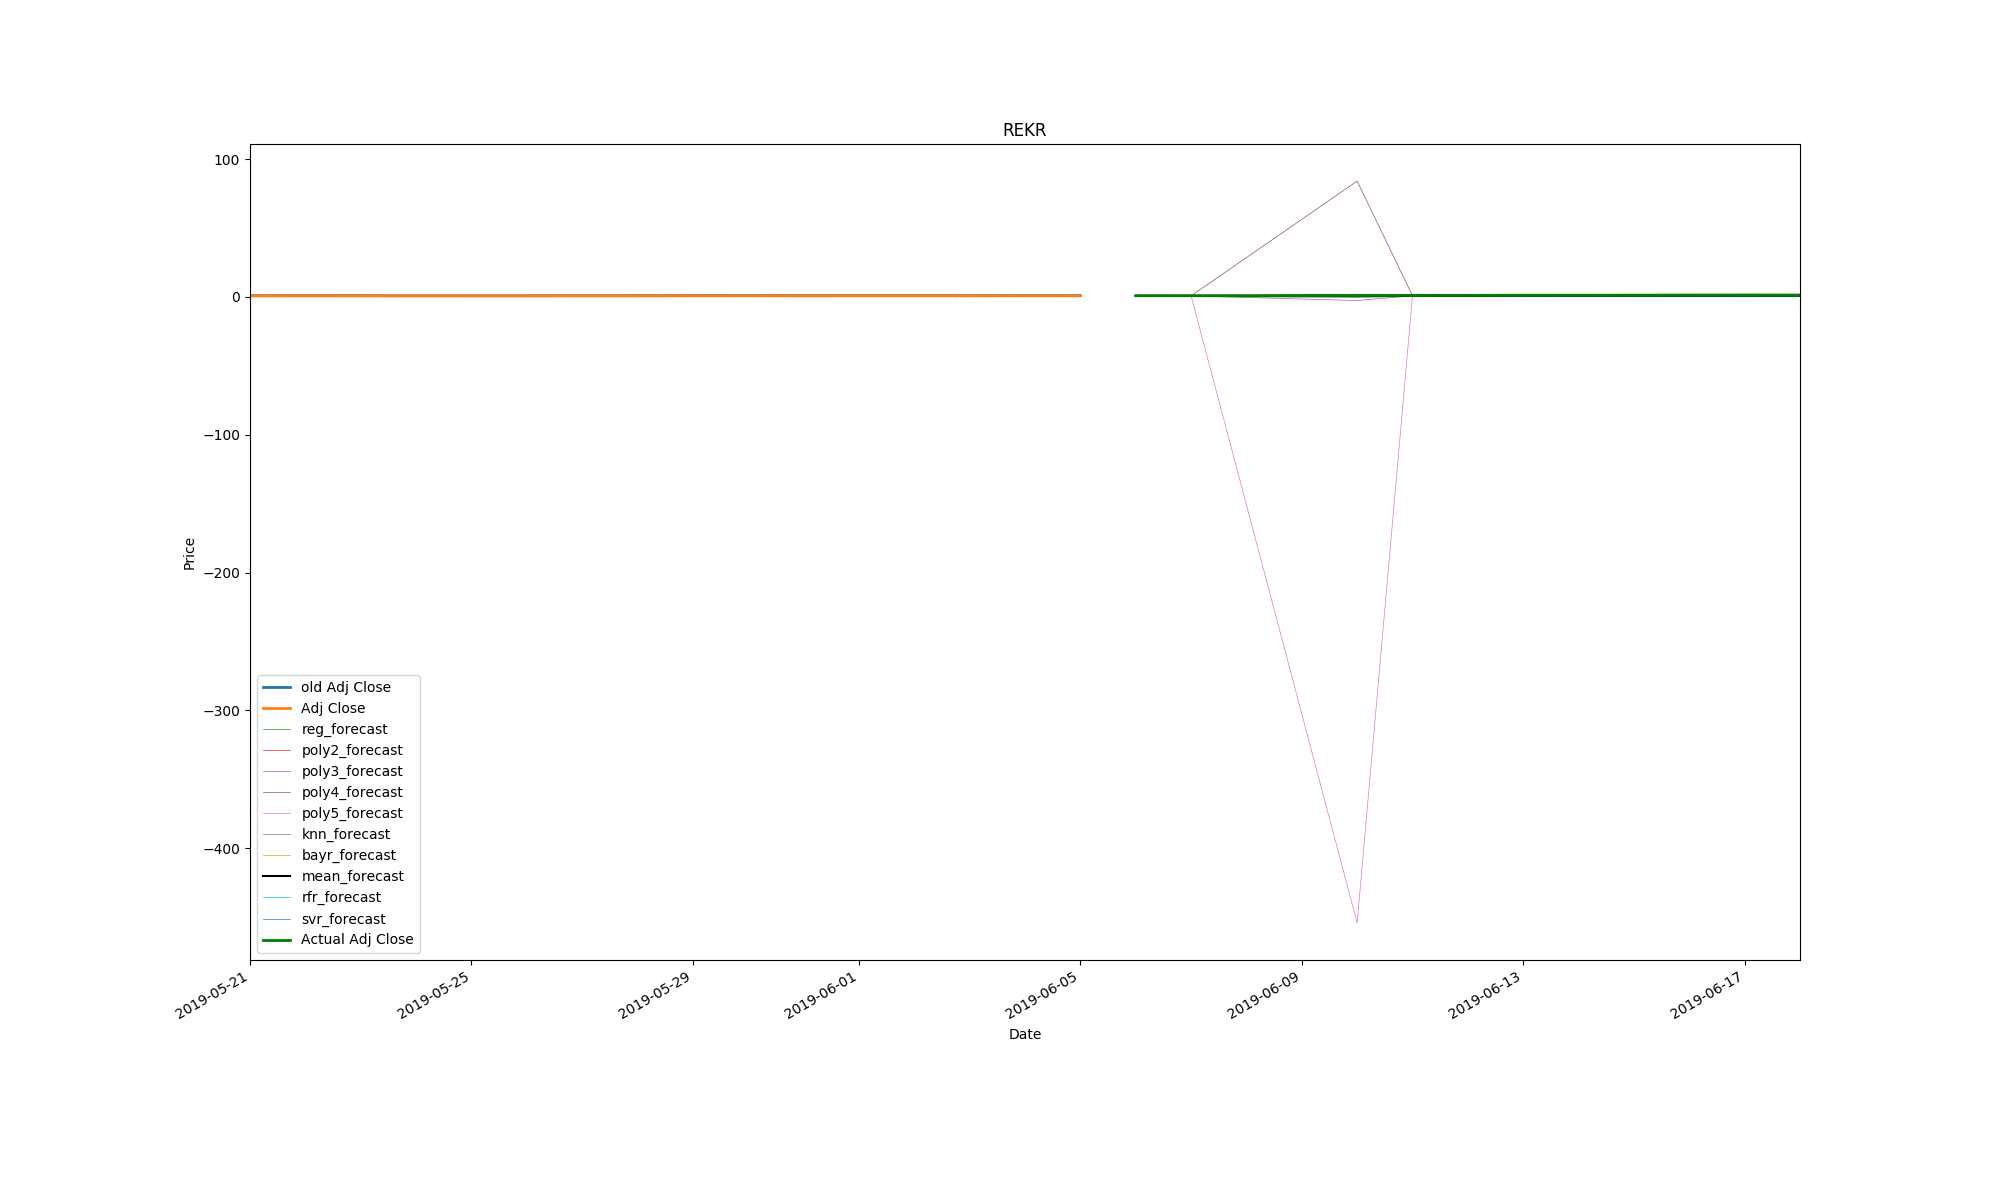 REKR
100
0
−100
−200
−300
−400
Price
old Adj Close
Adj Close
reg_forecast
poly2_forecast
poly3_forecast
poly4_forecast
poly5_forecast
knn_forecast
bayr_forecast
mean_forecast
rfr_forecast
svr_forecast
Actual Adj Close
2019-05-21
2019-05-25
2019-05-29
2019-06-01
2019-06-05
2019-06-09
2019-06-13
2019-06-17
Date